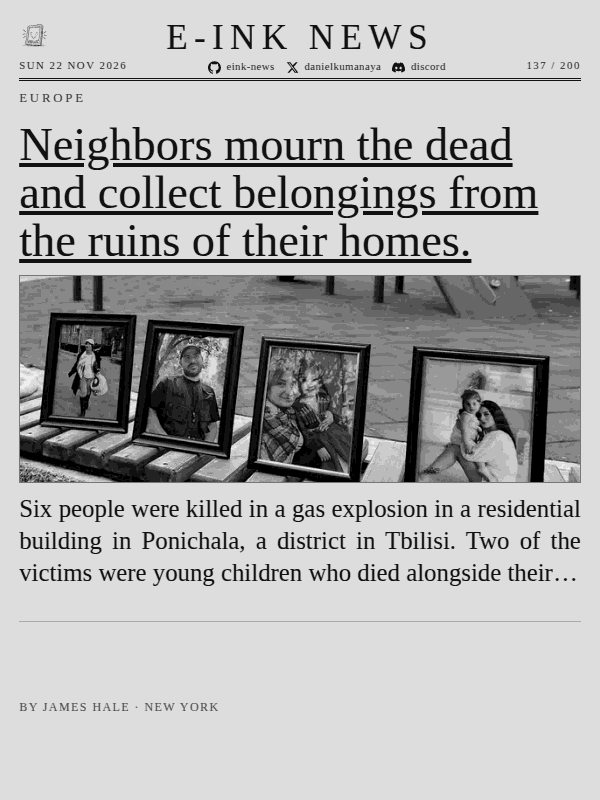 E-INK NEWS
SUN 22 NOV 2026 eink-news danielkumanaya discord 137 / 200
EUROPE
Neighbors mourn the dead
and collect belongings from
the ruins of their homes.
Six people were killed in a gas explosion in a residential
building in Ponichala, a district in Tbilisi. Two of the
victims were young children who died alongside their…
BY JAMES HALE · NEW YORK